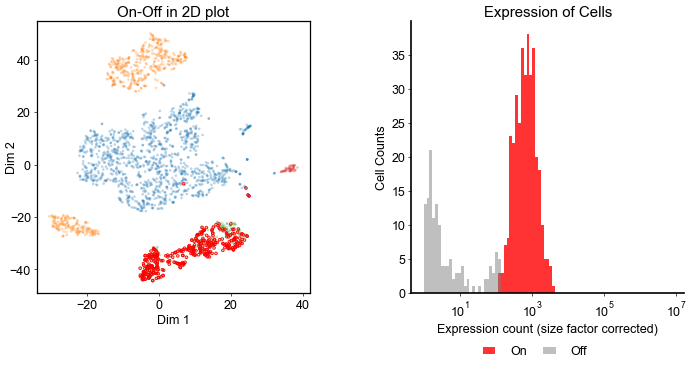 On-Off in 2D plot
Expression of Cells
Dim 2
40
20
0
−20
−40
−20
0
20
40
Dim 1
Cell Counts
35
30
25
20
15
10
5
0
10^1
10^3
10^5
10^7
Expression count (size factor corrected)
On
Off